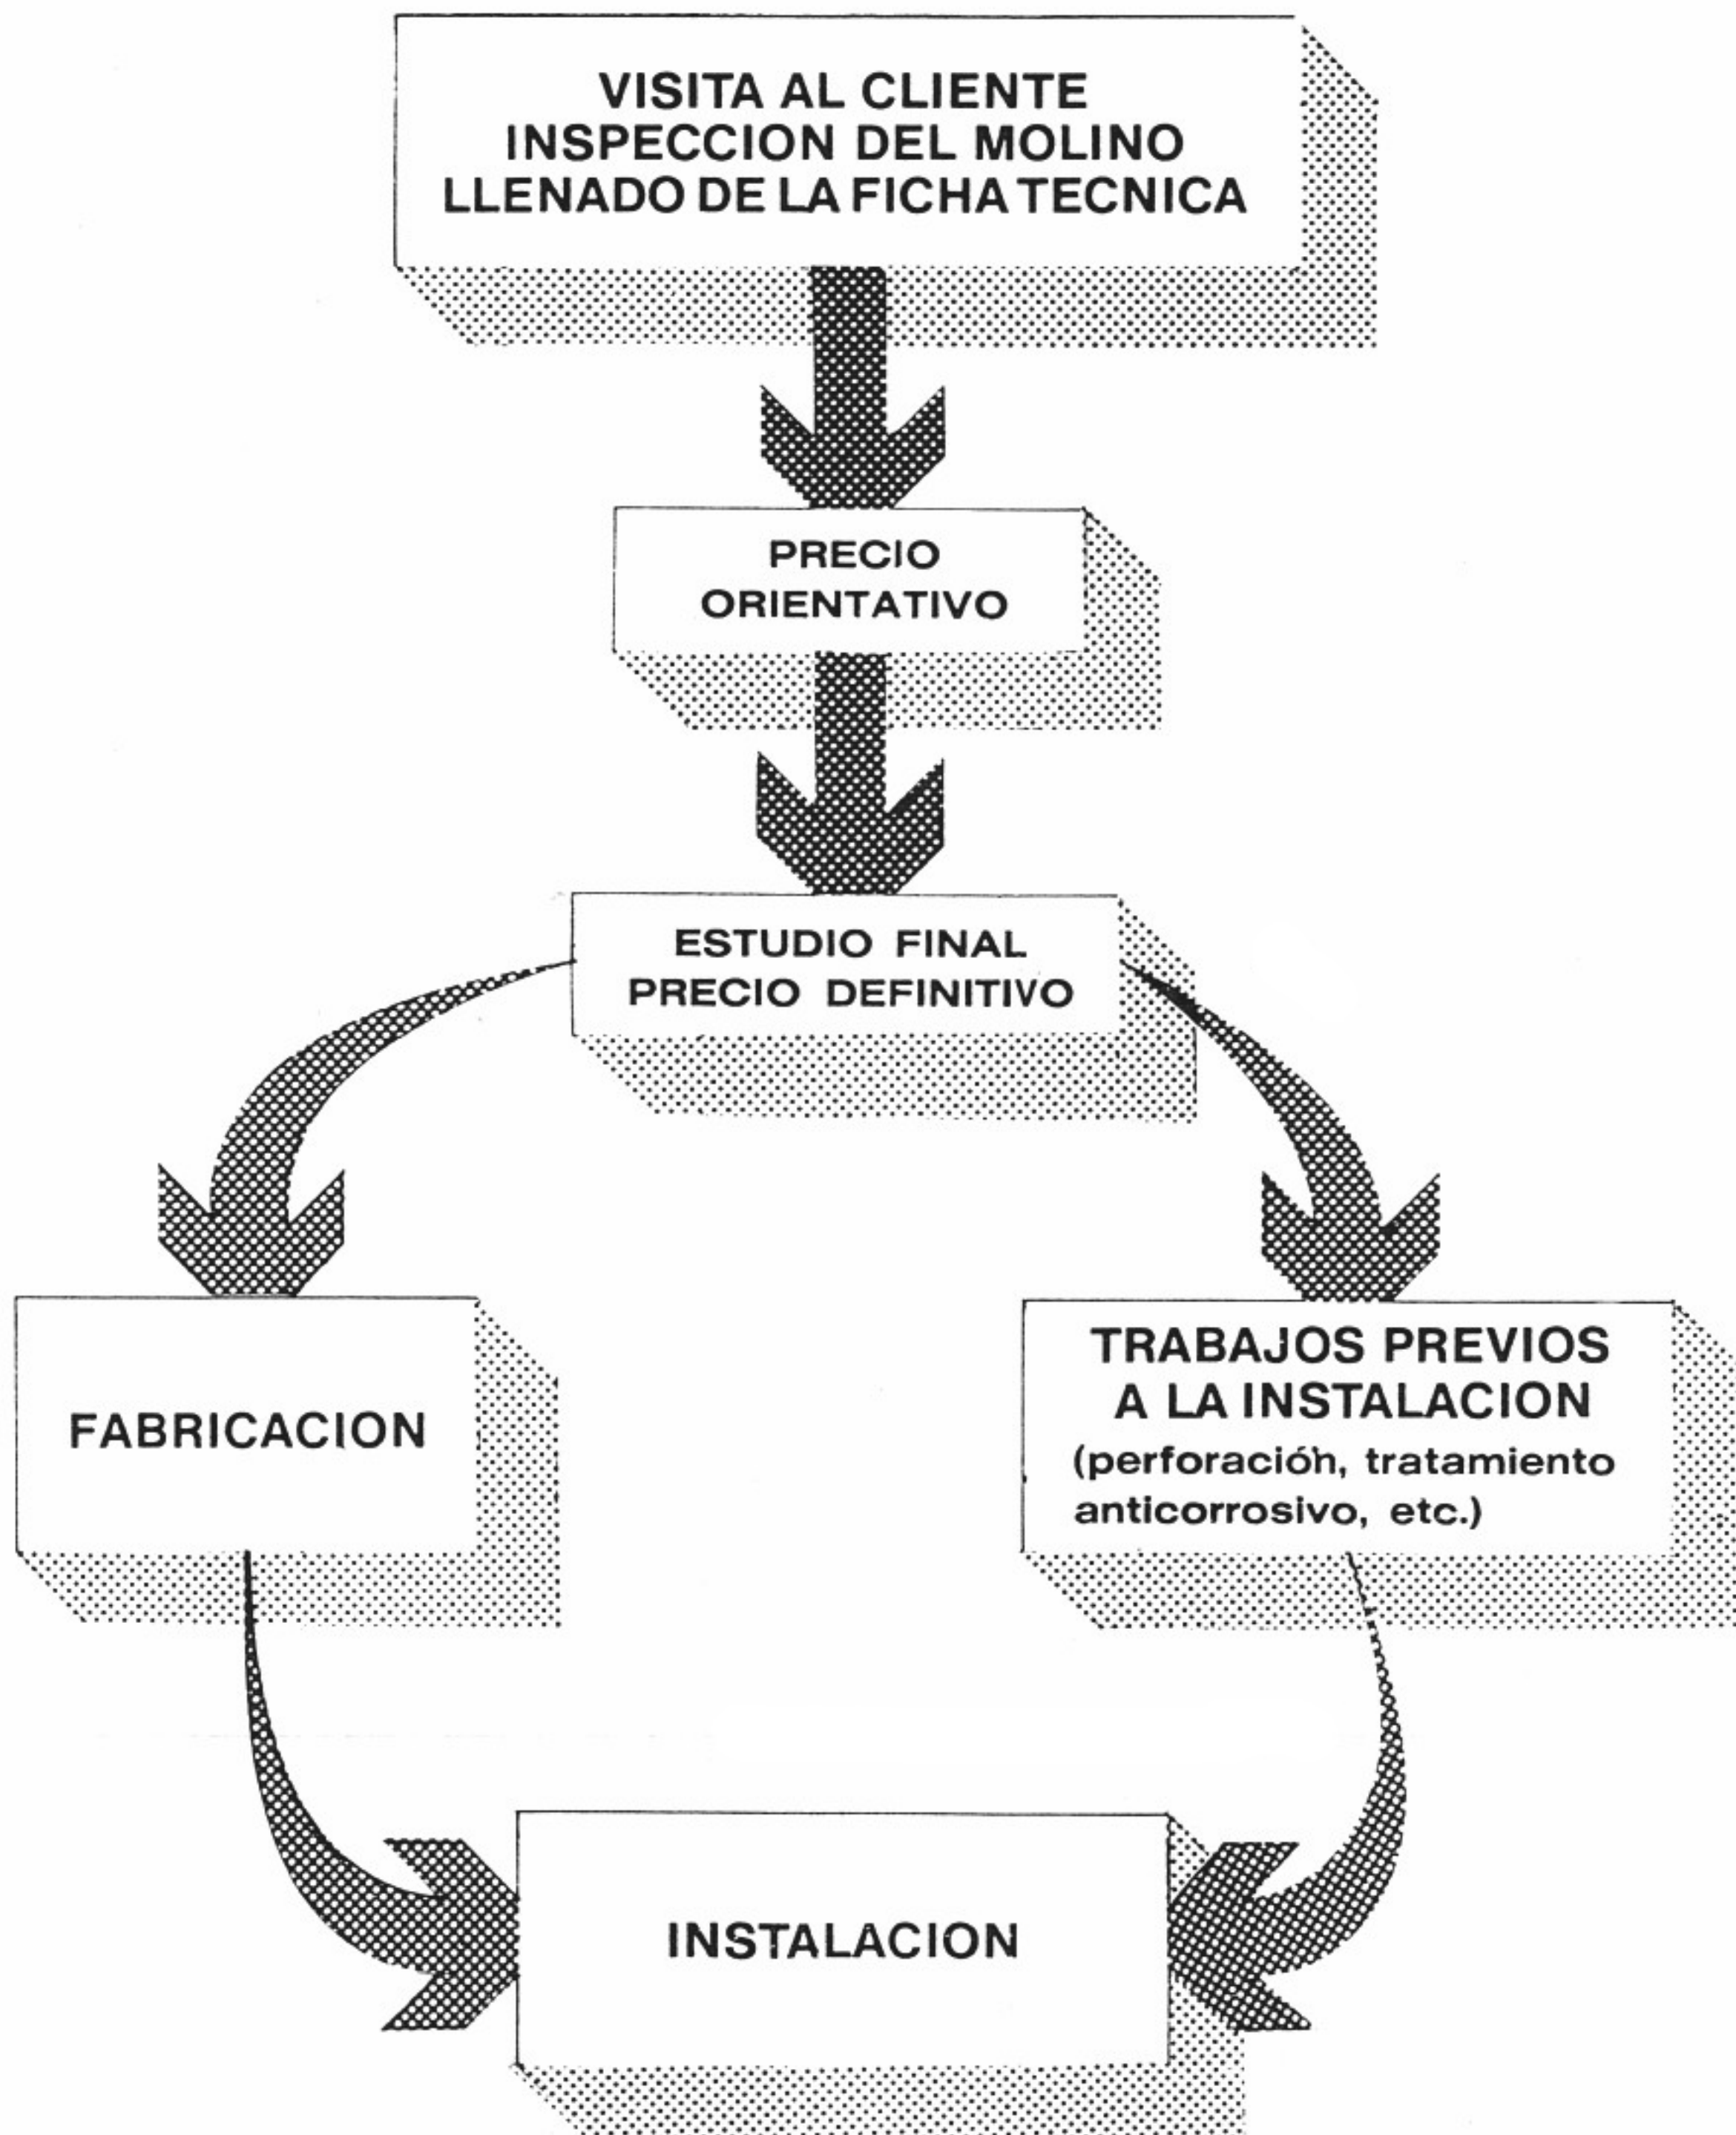 VISITA AL CLIENTE
INSPECCION DEL MOLINO
LLENADO DE LA FICHA TECNICA
PRECIO
ORIENTATIVO
ESTUDIO FINAL
PRECIO DEFINITIVO
FABRICACION
TRABAJOS PREVIOS
A LA INSTALACION
(perforación, tratamiento
anticorrosivo, etc.)
INSTALACION